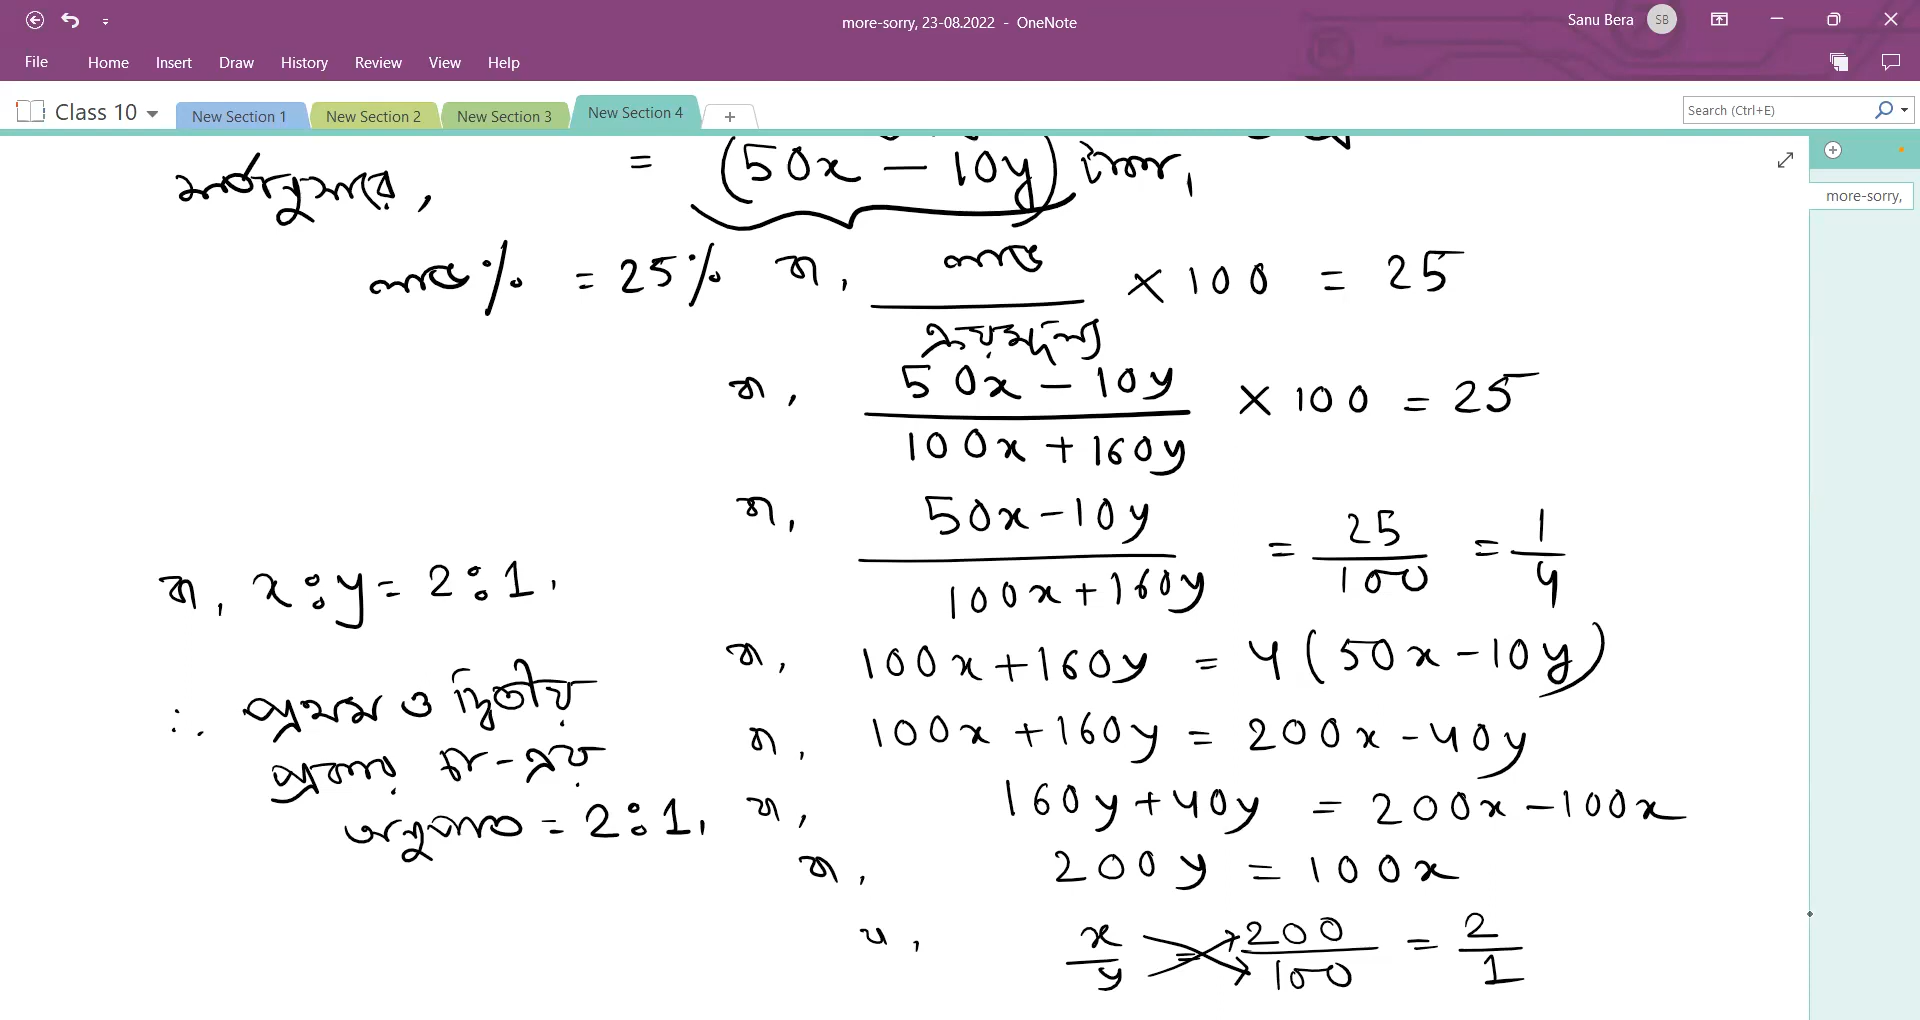 more-sorry, 23-08.2022 - OneNote
Sanu Bera SB
File Home Insert Draw History Review View Help
Class 10 New Section 1 New Section 2 New Section 3 New Section 4 +
Search (Ctrl+E)
more-sorry,
= (50x - 10y) টাকা,
শর্তানুসারে,
লাভ% = 25% বা, লাভ / ক্রয়মূল্য × 100 = 25
বা, 50x - 10y / 100x + 160y × 100 = 25
বা, 50x - 10y / 100x + 160y = 25 / 100 = 1 / 4
বা, 100x + 160y = 4 (50x - 10y)
বা, 100x + 160y = 200x - 40y
বা, 160y + 40y = 200x - 100x
বা, 200y = 100x
বা, x / y = 200 / 100 = 2 / 1
বা, x : y = 2 : 1,
∴ প্রথম ও দ্বিতীয়
প্রকার চা-এর
অনুপাত = 2 : 1,